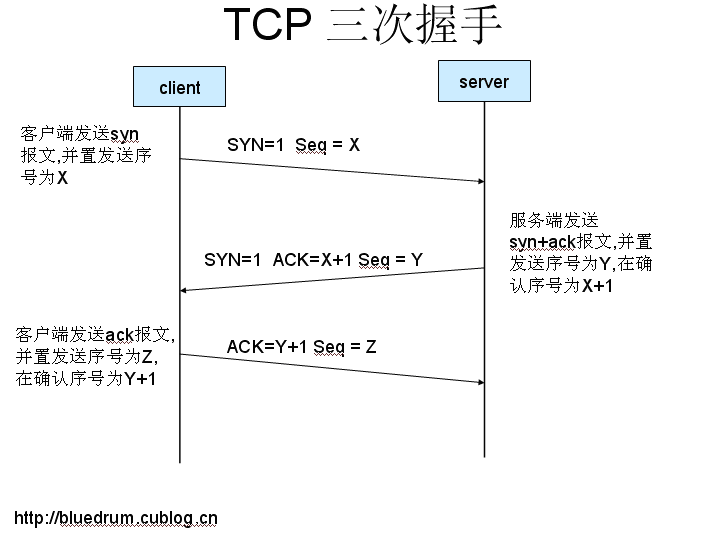 TCP 三次握手
client
server
客户端发送syn
报文,并置发送序
号为X
SYN=1 Seq = X
服务端发送
syn+ack报文,并置
发送序号为Y,在确
认序号为X+1
SYN=1 ACK=X+1 Seq = Y
客户端发送ack报文,
并置发送序号为Z,
在确认序号为Y+1
ACK=Y+1 Seq = Z
http://bluedrum.cublog.cn